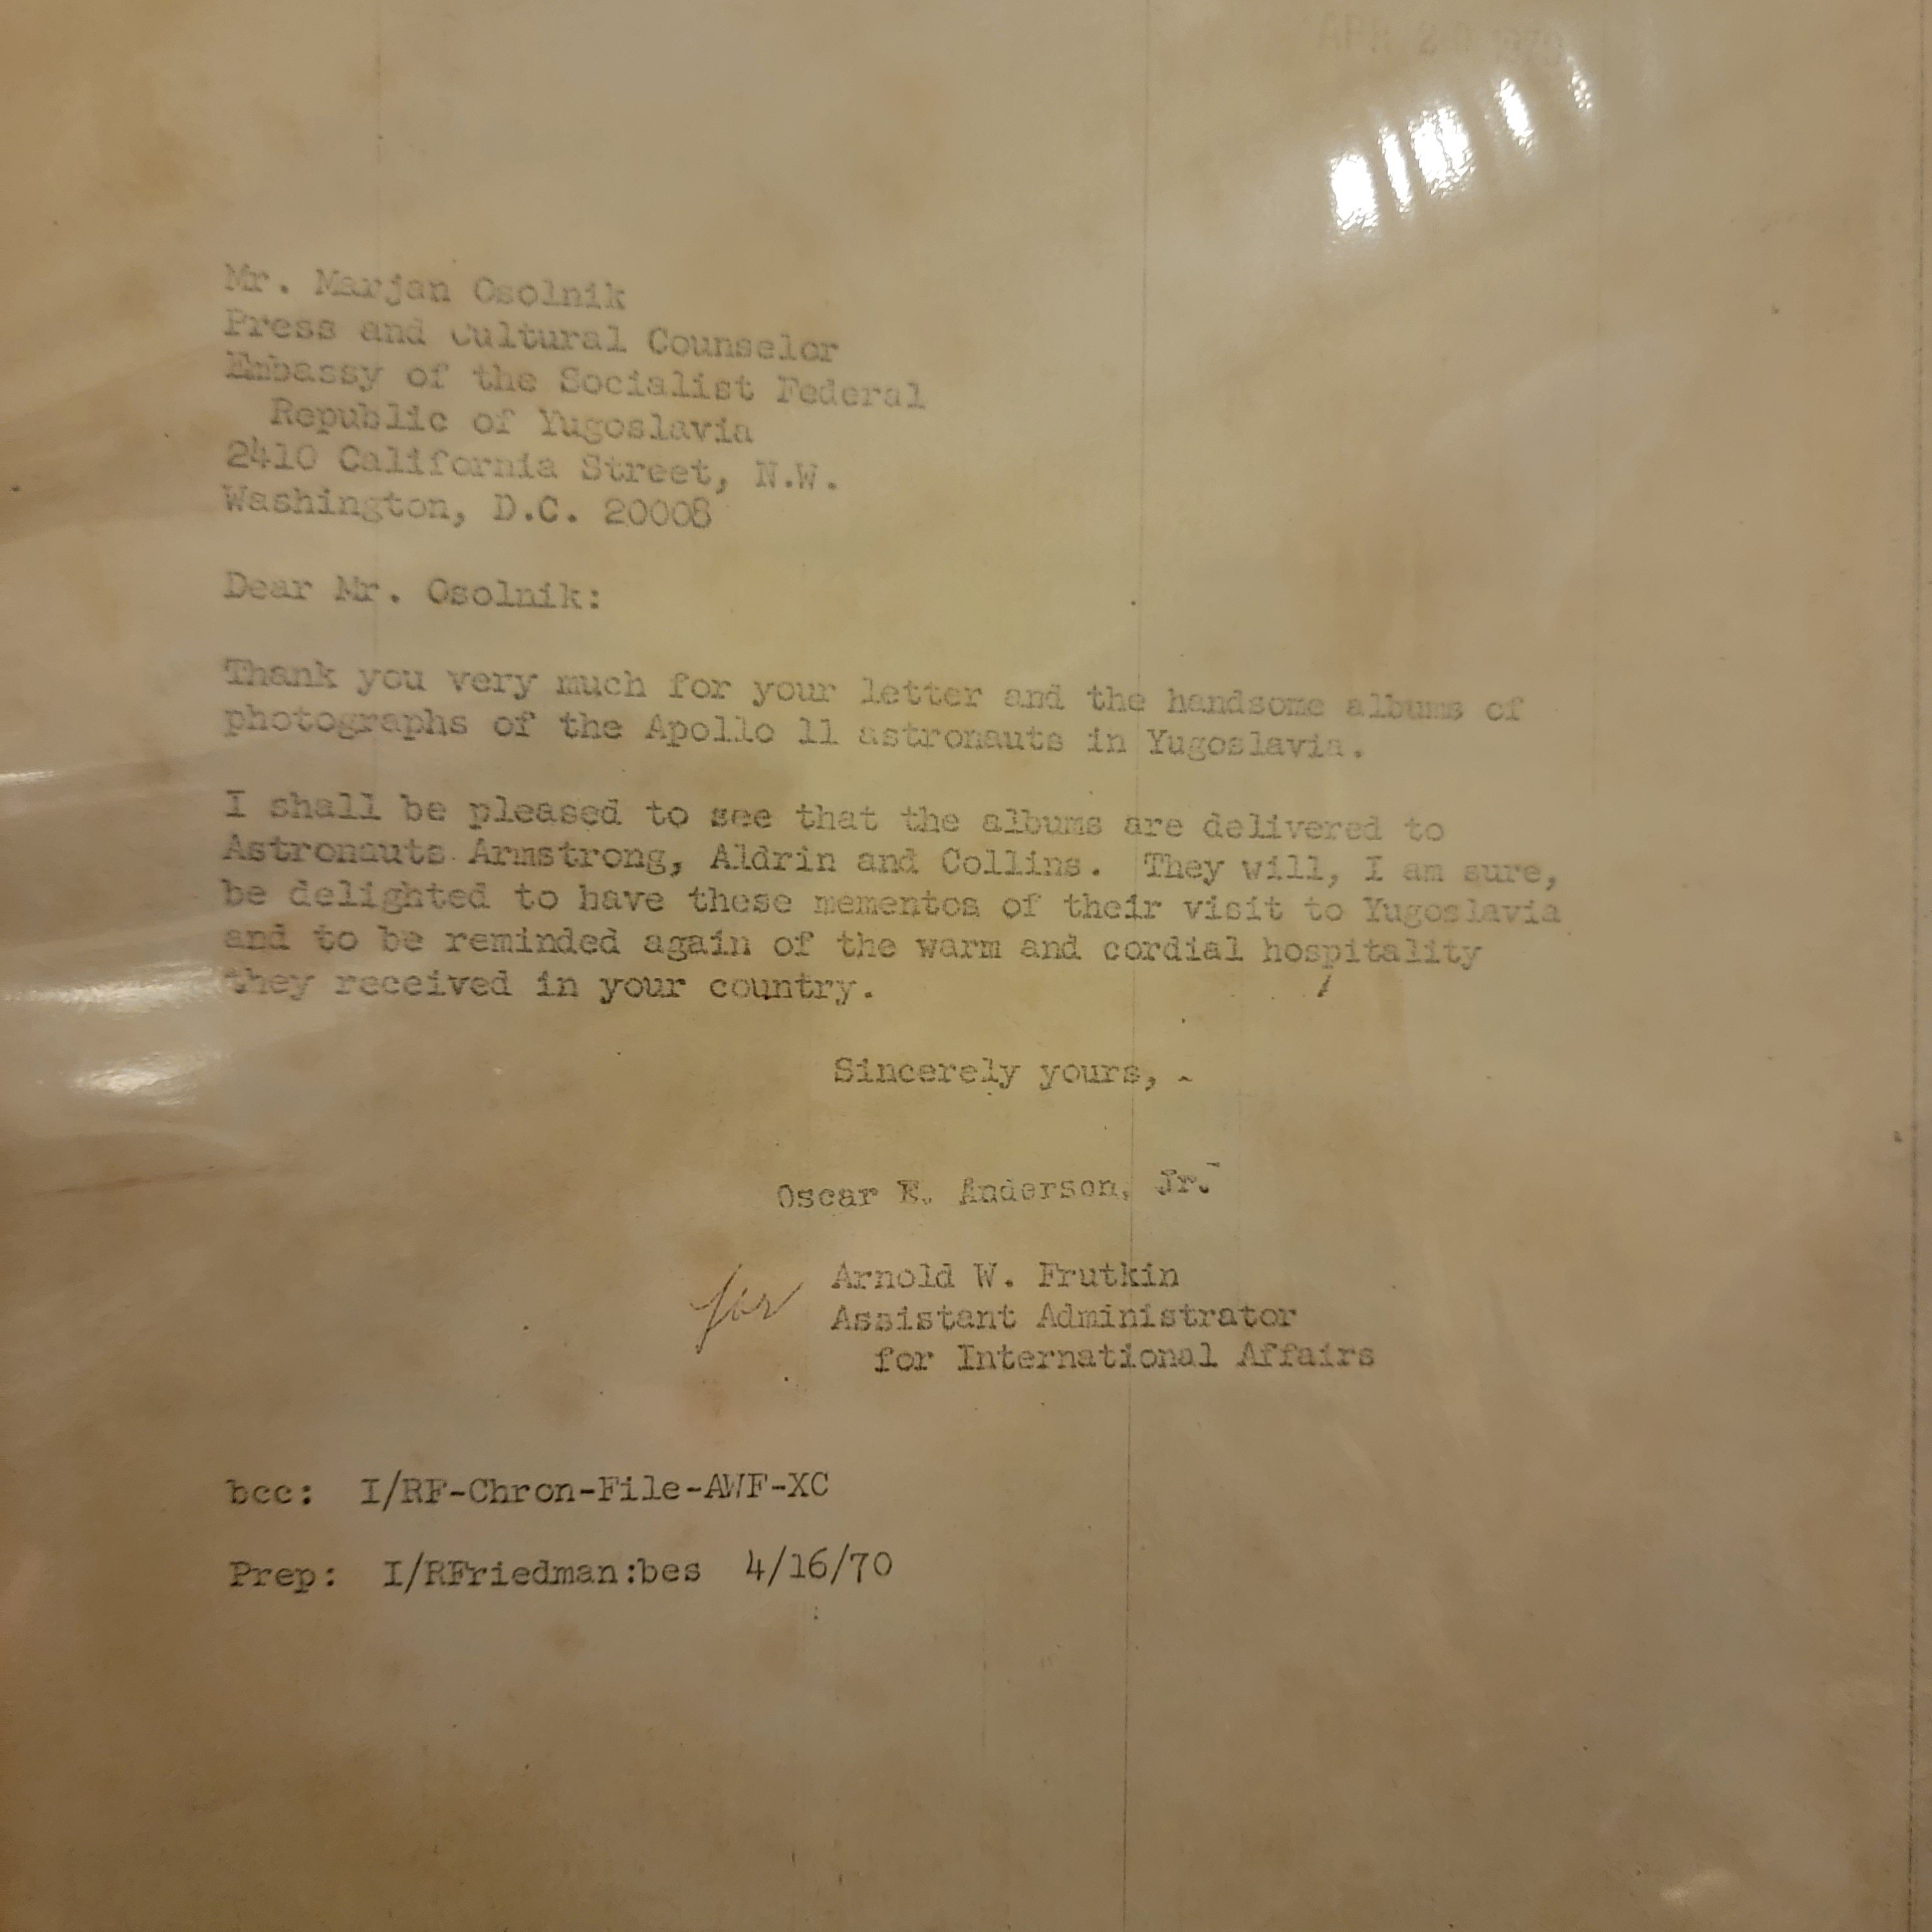 APR 20 1970
Mr. Marjan Osolnik
Press and Cultural Counselor
Embassy of the Socialist Federal
Republic of Yugoslavia
2410 California Street, N.W.
Washington, D.C. 20008
Dear Mr. Osolnik:
Thank you very much for your letter and the handsome albums of
photographs of the Apollo 11 astronauts in Yugoslavia.
I shall be pleased to see that the albums are delivered to
Astronauts Armstrong, Aldrin and Collins. They will, I am sure,
be delighted to have these mementos of their visit to Yugoslavia
and to be reminded again of the warm and cordial hospitality
they received in your country.
Sincerely yours,
Oscar E. Anderson, Jr.
for Arnold W. Frutkin
Assistant Administrator
for International Affairs
bcc: I/RF-Chron-File-AWF-XC
Prep: I/RFriedman:bes 4/16/70